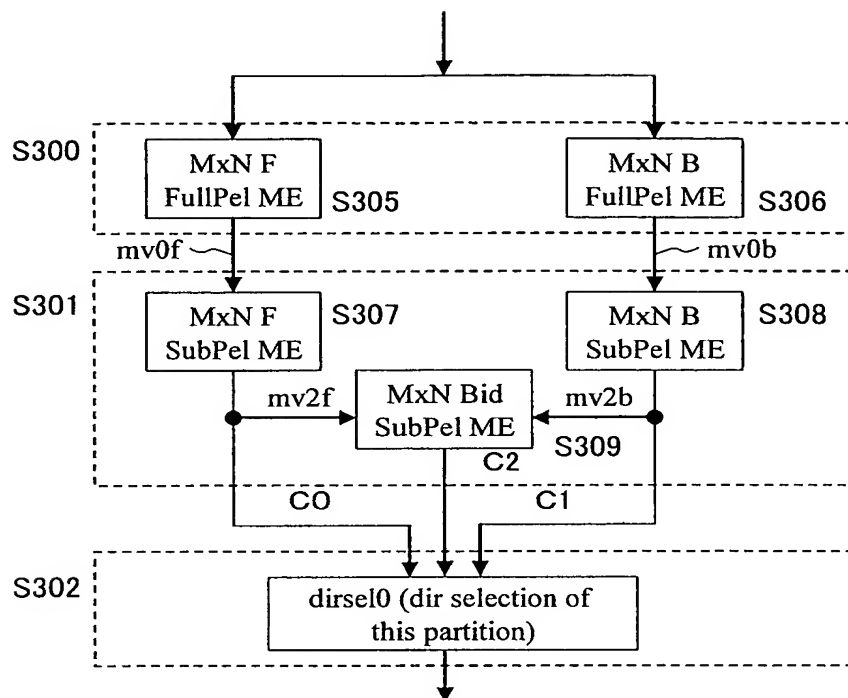 S300
MxN F
FullPel ME
S305
MxN B
FullPel ME
S306
mv0f
mv0b
S301
MxN F
SubPel ME
S307
MxN B
SubPel ME
S308
mv2f
MxN Bid
SubPel ME
mv2b
S309
C2
C0
C1
S302
dirsel0 (dir selection of
this partition)